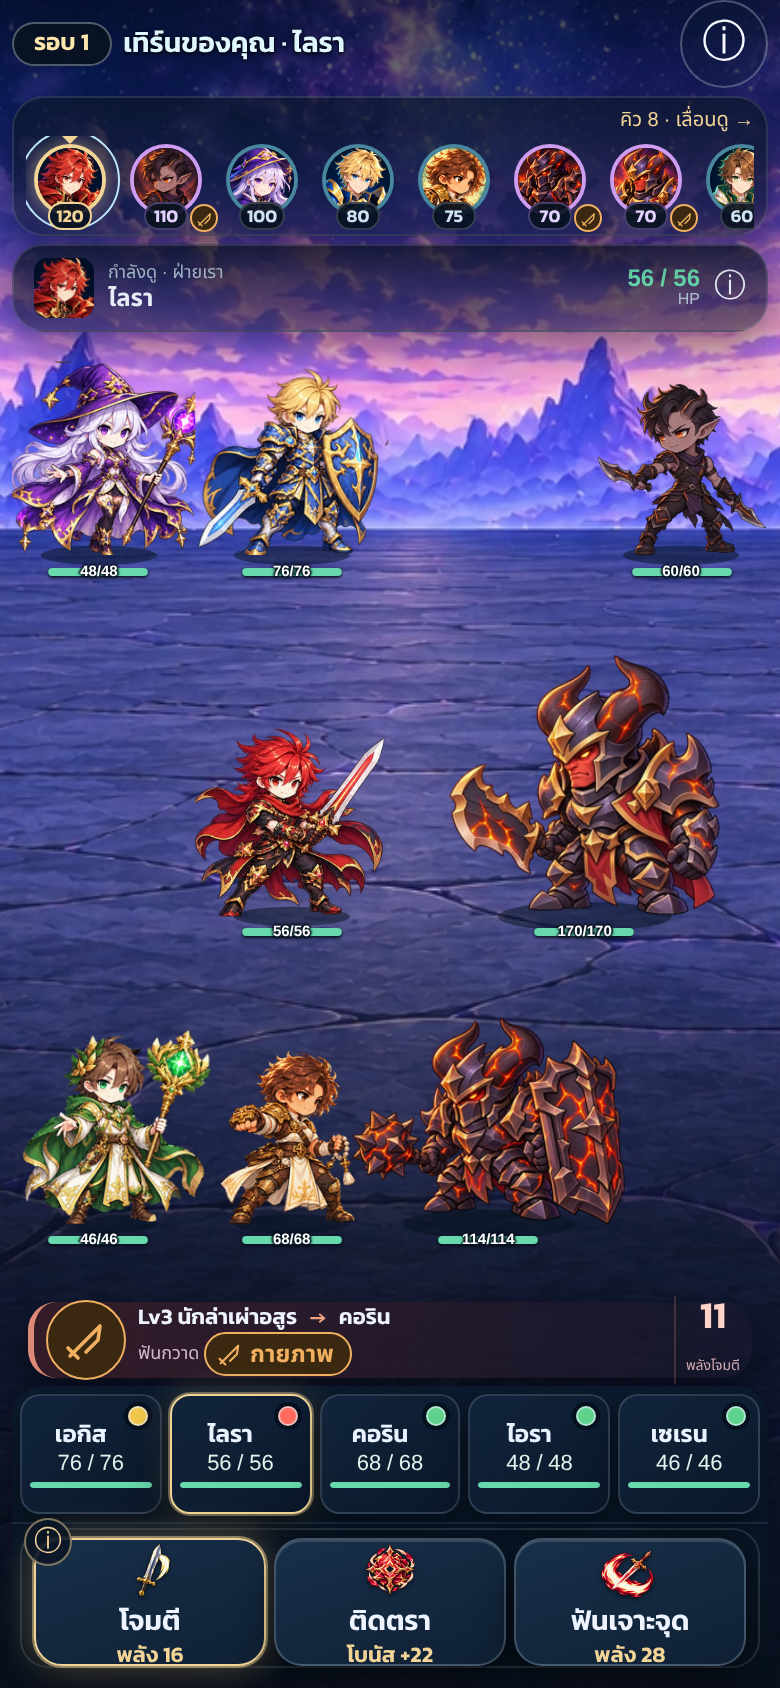 รอบ 1 เทิร์นของคุณ · ไลรา ⓘ
คิว 8 · เลื่อนดู →
120 110 100 80 75 70 70 60
กำลังดู · ฝ่ายเรา
ไลรา
56 / 56
HP
ⓘ
48/48 76/76 60/60
56/56 170/170
46/46 68/68 114/114
Lv3 นักล่าเผ่าอสูร → คอริน
ฟันกวาด กายภาพ
11
พลังโจมตี
เอกิส ไลรา คอริน ไอรา เซเรน
76 / 76 56 / 56 68 / 68 48 / 48 46 / 46
ⓘ
โจมตี ติดตรา ฟันเจาะจุด
พลัง 16 โบนัส +22 พลัง 28